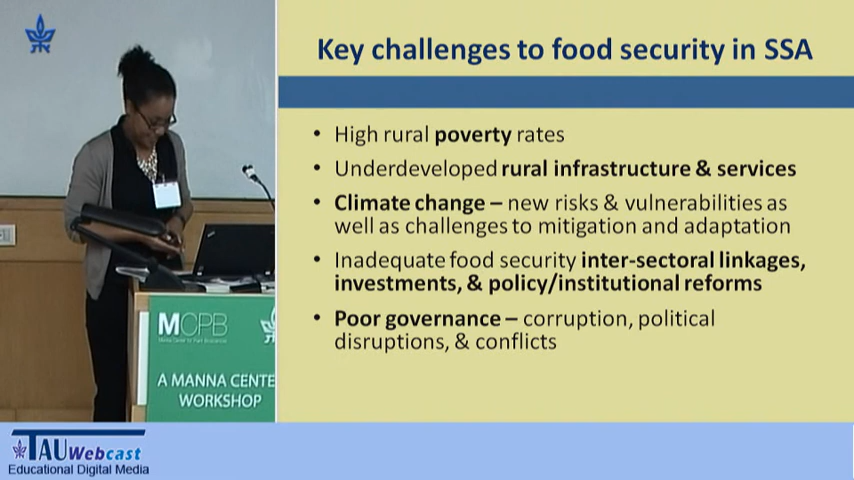 Key challenges to food security in SSA
• High rural poverty rates
• Underdeveloped rural infrastructure & services
• Climate change – new risks & vulnerabilities as
well as challenges to mitigation and adaptation
• Inadequate food security inter-sectoral linkages,
investments, & policy/institutional reforms
• Poor governance – corruption, political
disruptions, & conflicts
MCPB
A MANNA CENTE
WORKSHOP
TAU Webcast
Educational Digital Media